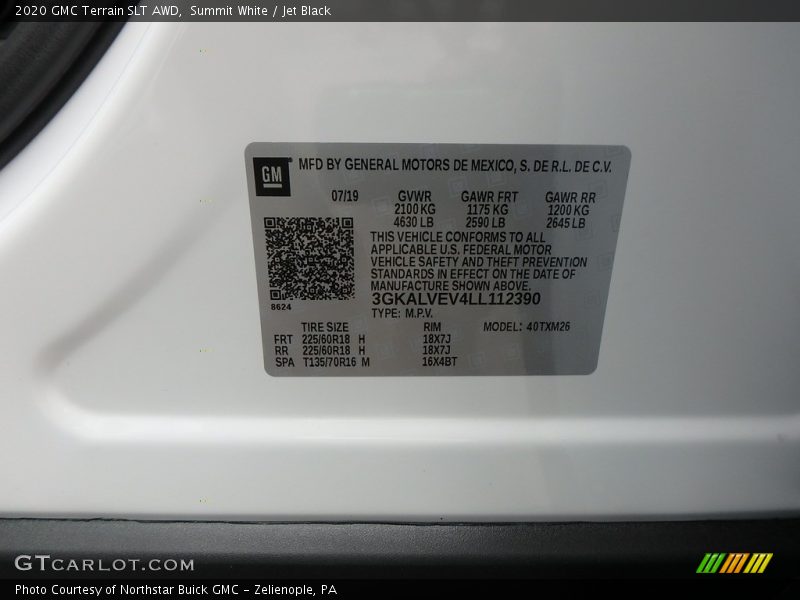 2020 GMC Terrain SLT AWD, Summit White / Jet Black
GM MFD BY GENERAL MOTORS DE MEXICO, S. DE R.L. DE C.V.
07/19 GVWR GAWR FRT GAWR RR
2100 KG 1175 KG 1200 KG
4630 LB 2590 LB 2645 LB
THIS VEHICLE CONFORMS TO ALL
APPLICABLE U.S. FEDERAL MOTOR
VEHICLE SAFETY AND THEFT PREVENTION
STANDARDS IN EFFECT ON THE DATE OF
MANUFACTURE SHOWN ABOVE.
3GKALVEV4LL112390
8624
TYPE: M.P.V.
TIRE SIZE RIM MODEL: 40TXM26
FRT 225/60R18 H 18X7J
RR 225/60R18 H 18X7J
SPA T135/70R16 M 16X4BT
GTCARLOT.COM
Photo Courtesy of Northstar Buick GMC - Zelienople, PA